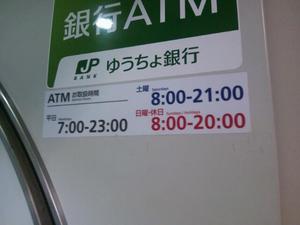 銀行ATM
JP
BANK
ゆうちょ銀行
ATM お取扱時間
平日 7:00-23:00
土曜 8:00-21:00
日曜・休日 8:00-20:00